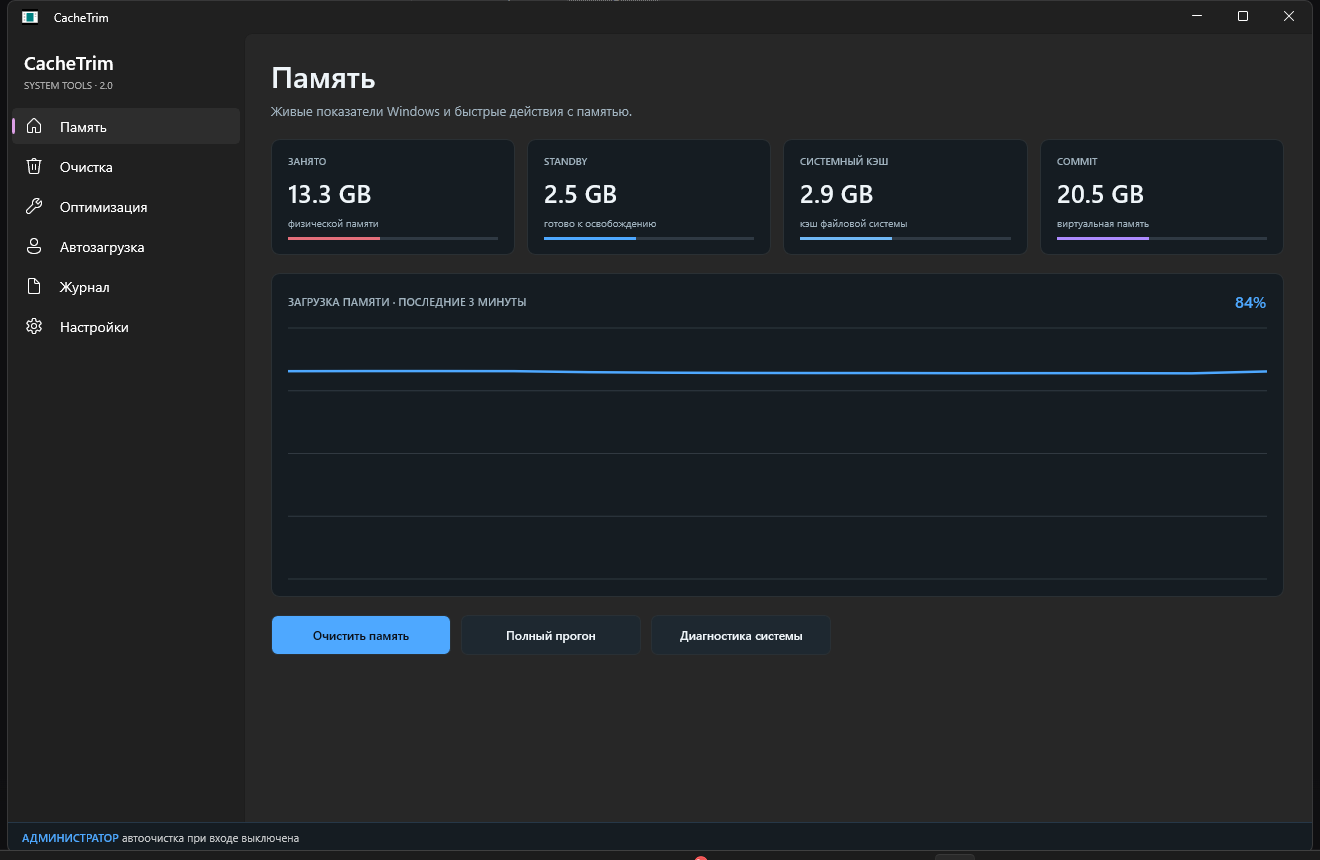 CacheTrim
CacheTrim
SYSTEM TOOLS · 2.0
Память
Очистка
Оптимизация
Автозагрузка
Журнал
Настройки
Память
Живые показатели Windows и быстрые действия с памятью.
ЗАНЯТО
13.3 GB
физической памяти
STANDBY
2.5 GB
готово к освобождению
СИСТЕМНЫЙ КЭШ
2.9 GB
кэш файловой системы
COMMIT
20.5 GB
виртуальная память
ЗАГРУЗКА ПАМЯТИ · ПОСЛЕДНИЕ 3 МИНУТЫ
84%
Очистить память
Полный прогон
Диагностика системы
АДМИНИСТРАТОР автоочистка при входе выключена